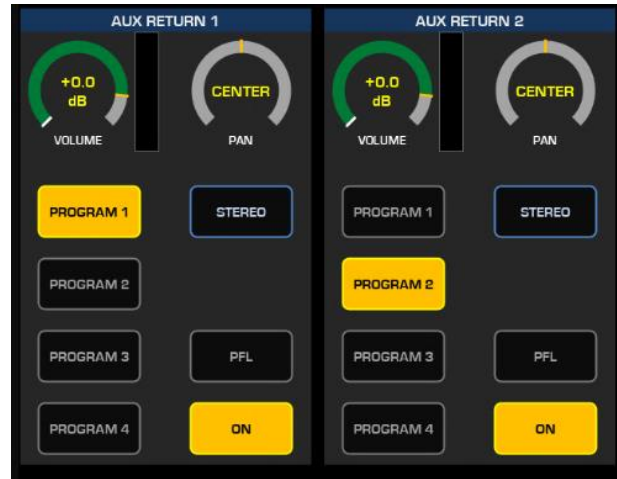 AUX RETURN 1
+0.0
dB
CENTER
VOLUME
PAN
PROGRAM 1
STEREO
PROGRAM 2
PROGRAM 3
PFL
PROGRAM 4
ON
AUX RETURN 2
+0.0
dB
CENTER
VOLUME
PAN
PROGRAM 1
STEREO
PROGRAM 2
PROGRAM 3
PFL
PROGRAM 4
ON